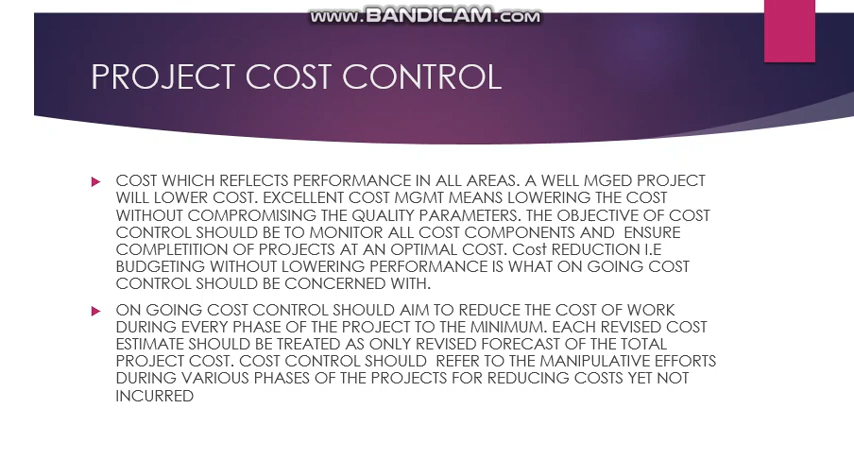 WWW.BANDICAM.COM
PROJECT COST CONTROL
COST WHICH REFLECTS PERFORMANCE IN ALL AREAS. A WELL MGED PROJECT
WILL LOWER COST. EXCELLENT COST MGMT MEANS LOWERING THE COST
WITHOUT COMPROMISING THE QUALITY PARAMETERS. THE OBJECTIVE OF COST
CONTROL SHOULD BE TO MONITOR ALL COST COMPONENTS AND  ENSURE
COMPLETITION OF PROJECTS AT AN OPTIMAL COST. Cost REDUCTION I.E
BUDGETING WITHOUT LOWERING PERFORMANCE IS WHAT ON GOING COST
CONTROL SHOULD BE CONCERNED WITH.
ON GOING COST CONTROL SHOULD AIM TO REDUCE THE COST OF WORK
DURING EVERY PHASE OF THE PROJECT TO THE MINIMUM. EACH REVISED COST
ESTIMATE SHOULD BE TREATED AS ONLY REVISED FORECAST OF THE TOTAL
PROJECT COST. COST CONTROL SHOULD  REFER TO THE MANIPULATIVE EFFORTS
DURING VARIOUS PHASES OF THE PROJECTS FOR REDUCING COSTS YET NOT
INCURRED